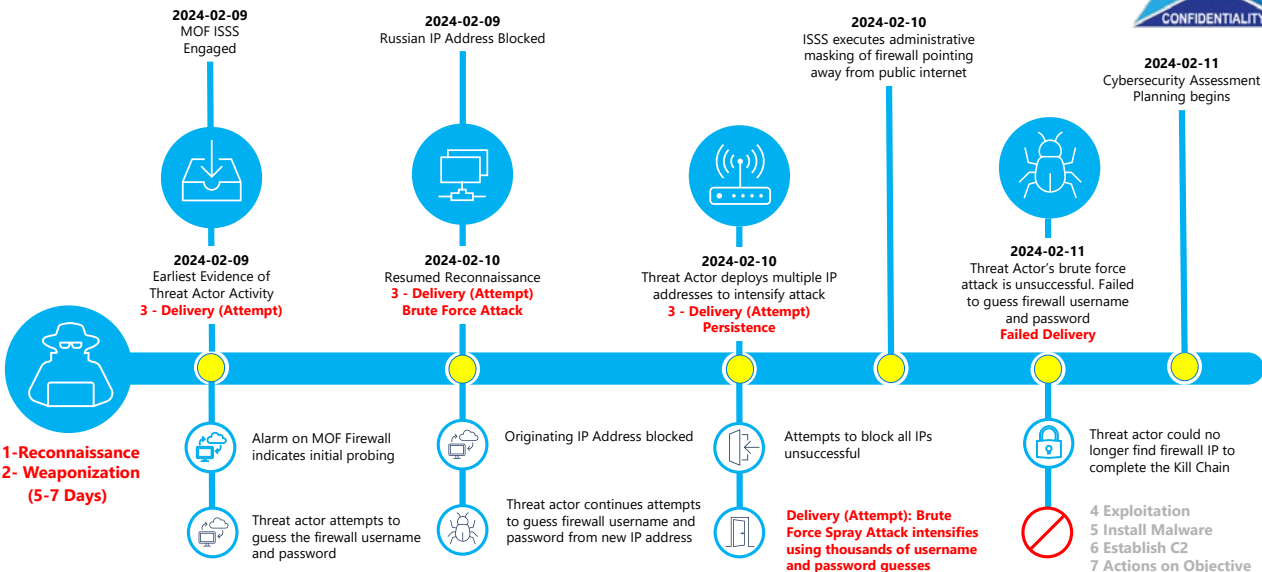 CONFIDENTIALITY
2024-02-09
MOF ISSS
Engaged
2024-02-09
Russian IP Address Blocked
2024-02-10
ISSS executes administrative
masking of firewall pointing
away from public internet
2024-02-11
Cybersecurity Assessment
Planning begins
2024-02-09
Earliest Evidence of
Threat Actor Activity
3 - Delivery (Attempt)
2024-02-10
Resumed Reconnaissance
3 - Delivery (Attempt)
Brute Force Attack
2024-02-10
Threat Actor deploys multiple IP
addresses to intensify attack
3 - Delivery (Attempt)
Persistence
2024-02-11
Threat Actor's brute force
attack is unsuccessful. Failed
to guess firewall username
and password
Failed Delivery
1-Reconnaissance
2- Weaponization
(5-7 Days)
Alarm on MOF Firewall
indicates initial probing
Threat actor attempts to
guess the firewall username
and password
Originating IP Address blocked
Threat actor continues attempts
to guess firewall username and
password from new IP address
Attempts to block all IPs
unsuccessful
Delivery (Attempt): Brute
Force Spray Attack intensifies
using thousands of username
and password guesses
Threat actor could no
longer find firewall IP to
complete the Kill Chain
4 Exploitation
5 Install Malware
6 Establish C2
7 Actions on Objective